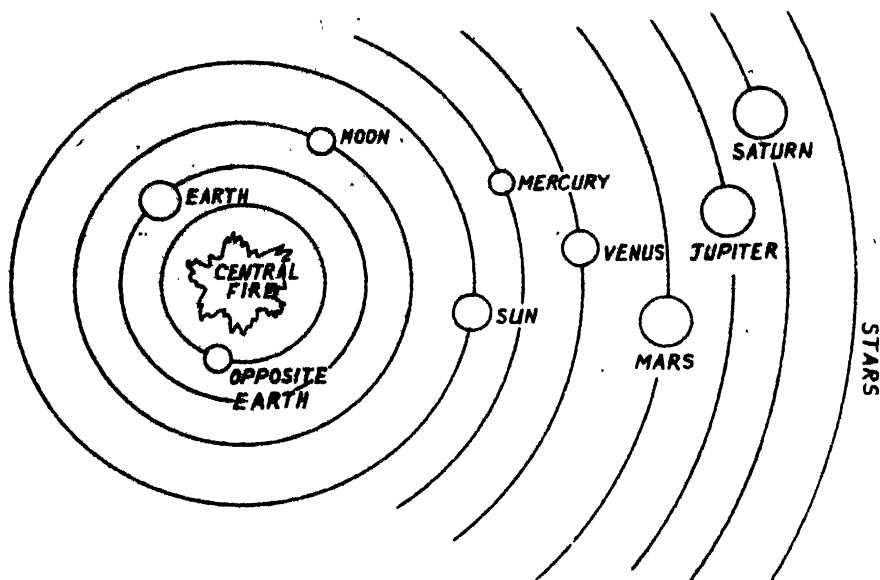 MOON
SATURN
MERCURY
EARTH
VENUS
JUPITER
CENTRAL
FIRE
SUN
MARS
OPPOSITE
EARTH
STARS